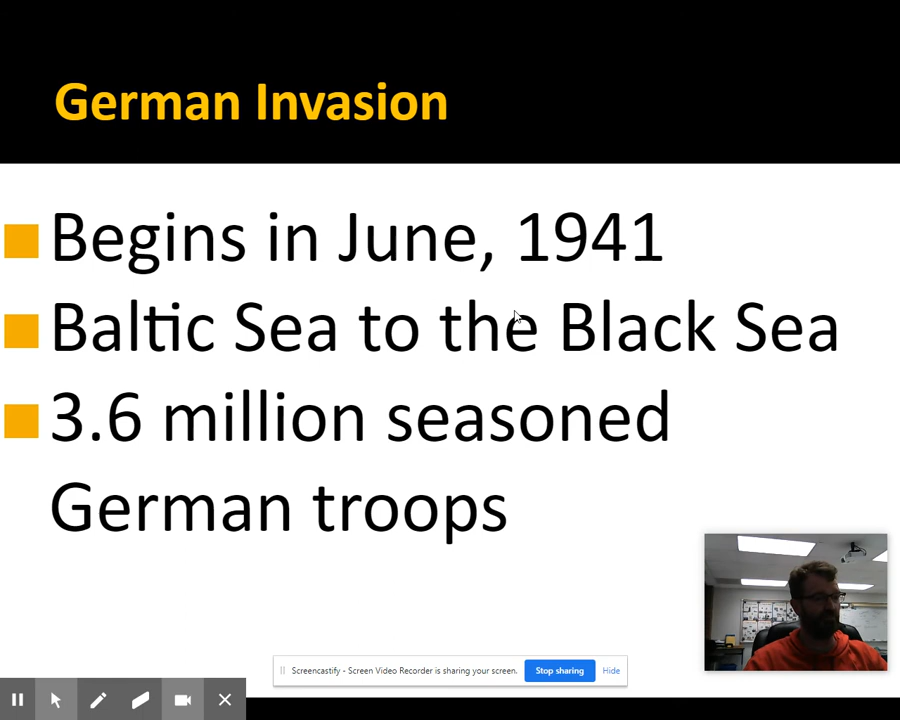 German Invasion
Begins in June, 1941
Baltic Sea to the Black Sea
3.6 million seasoned
German troops
Screencastify - Screen Video Recorder is sharing your screen. Stop sharing Hide